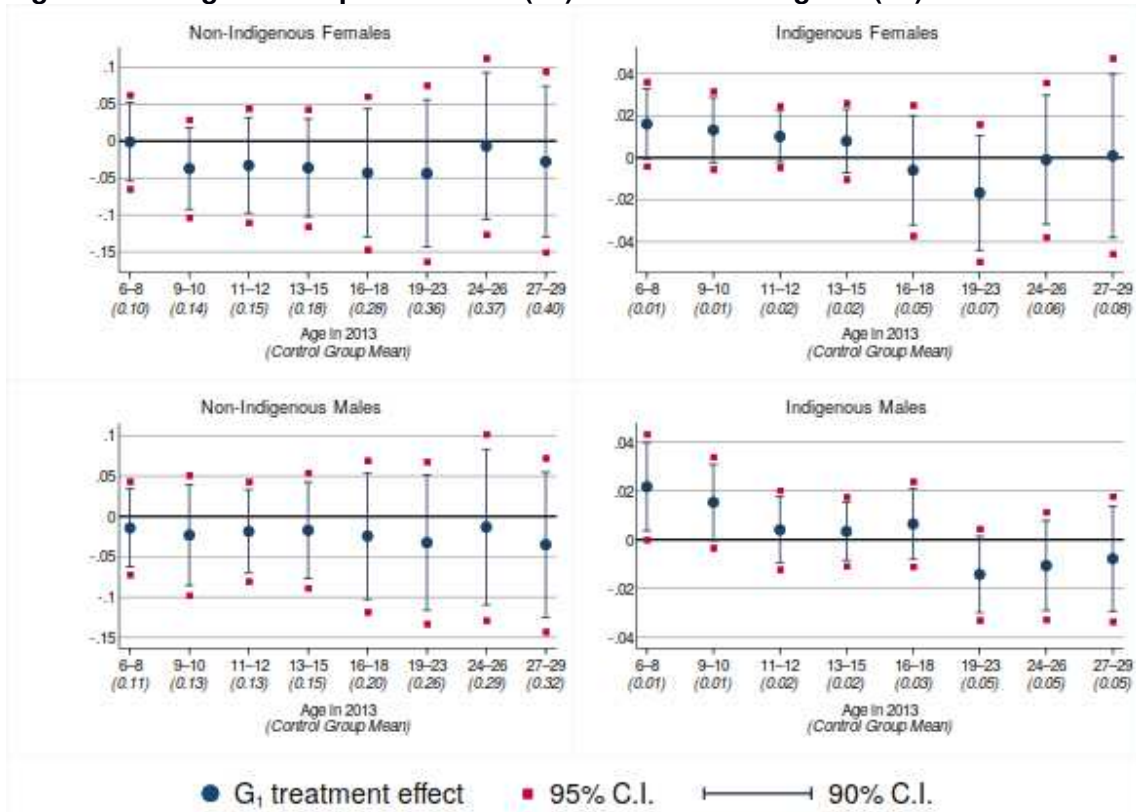 Non-Indigenous Females
.1
.05
0
-.05
-.1
-.15
6–8 9–10 11–12 13–15 16–18 19–23 24–26 27–29
(0.10) (0.14) (0.15) (0.18) (0.28) (0.36) (0.37) (0.40)
Age in 2013
(Control Group Mean)
Indigenous Females
.04
.02
0
-.02
-.04
6–8 9–10 11–12 13–15 16–18 19–23 24–26 27–29
(0.01) (0.01) (0.02) (0.02) (0.05) (0.07) (0.06) (0.08)
Age in 2013
(Control Group Mean)
Non-Indigenous Males
.1
.05
0
-.05
-.1
-.15
6–8 9–10 11–12 13–15 16–18 19–23 24–26 27–29
(0.11) (0.13) (0.13) (0.15) (0.20) (0.26) (0.29) (0.32)
Age in 2013
(Control Group Mean)
Indigenous Males
.04
.02
0
-.02
-.04
6–8 9–10 11–12 13–15 16–18 19–23 24–26 27–29
(0.01) (0.01) (0.02) (0.02) (0.03) (0.05) (0.05) (0.05)
Age in 2013
(Control Group Mean)
G₁ treatment effect 95% C.I. 90% C.I.